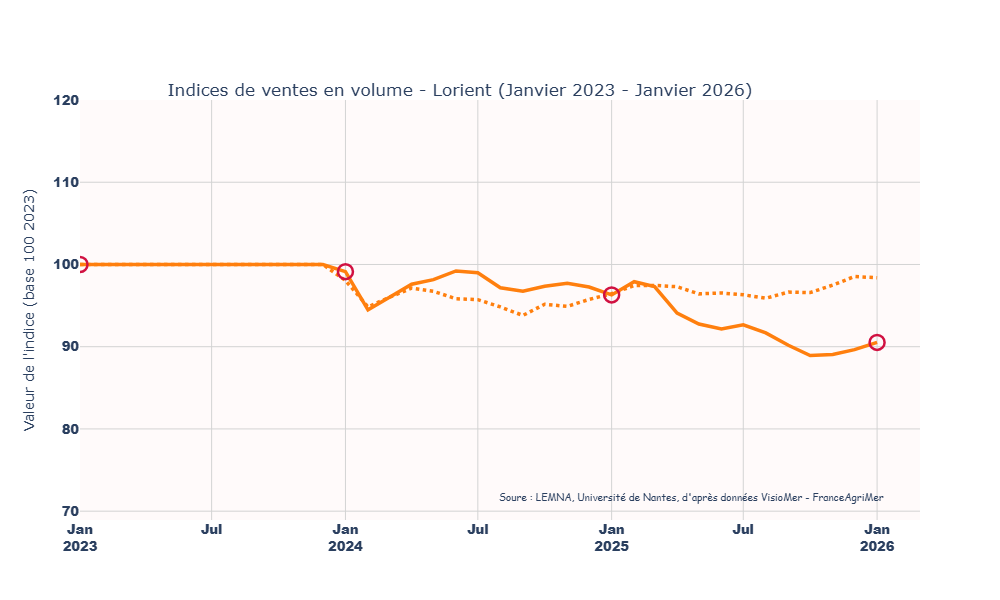 Indices de ventes en volume - Lorient (Janvier 2023 - Janvier 2026)
Valeur de l'indice (base 100 2023)
120
110
100
90
80
70
Soure : LEMNA, Université de Nantes, d'après données VisioMer - FranceAgriMer
Jan Jul Jan Jul Jan Jul Jan
2023 2024 2025 2026